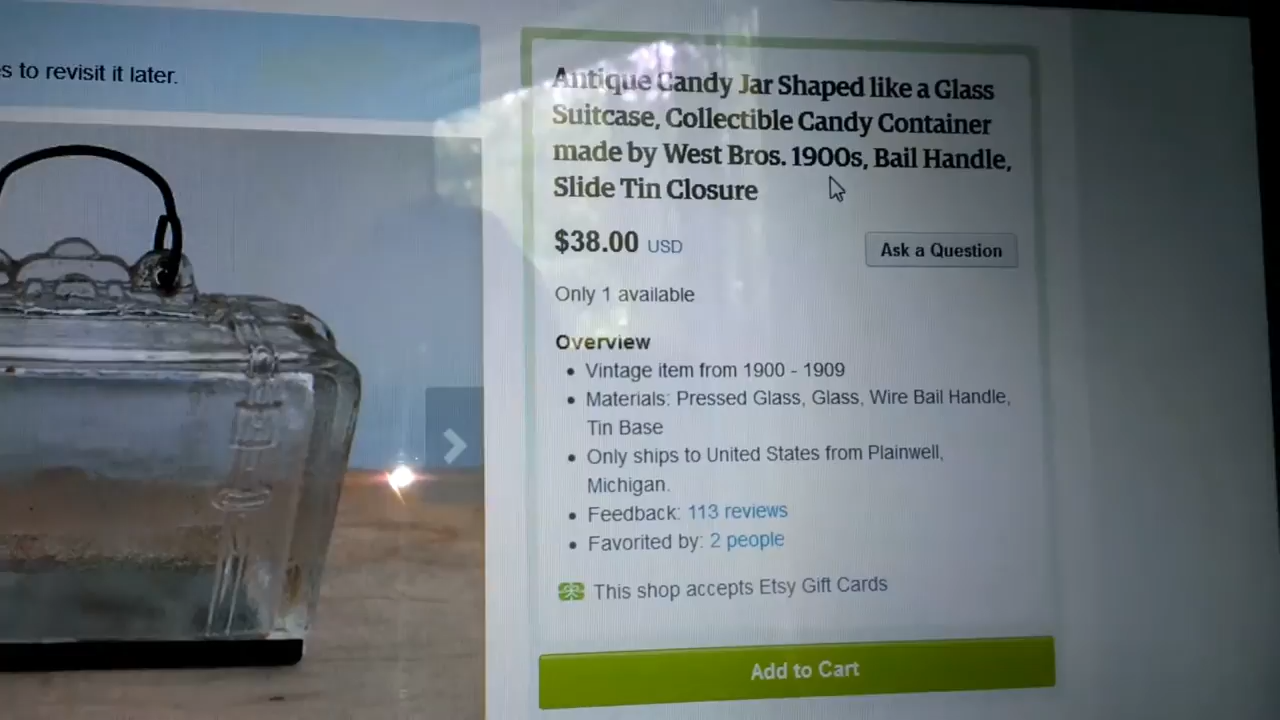 s to revisit it later.
Antique Candy Jar Shaped like a Glass
Suitcase, Collectible Candy Container
made by West Bros. 1900s, Bail Handle,
Slide Tin Closure
$38.00 USD
Ask a Question
Only 1 available
Overview
• Vintage item from 1900 - 1909
• Materials: Pressed Glass, Glass, Wire Bail Handle,
Tin Base
• Only ships to United States from Plainwell,
Michigan.
• Feedback: 113 reviews
• Favorited by: 2 people
This shop accepts Etsy Gift Cards
Add to Cart